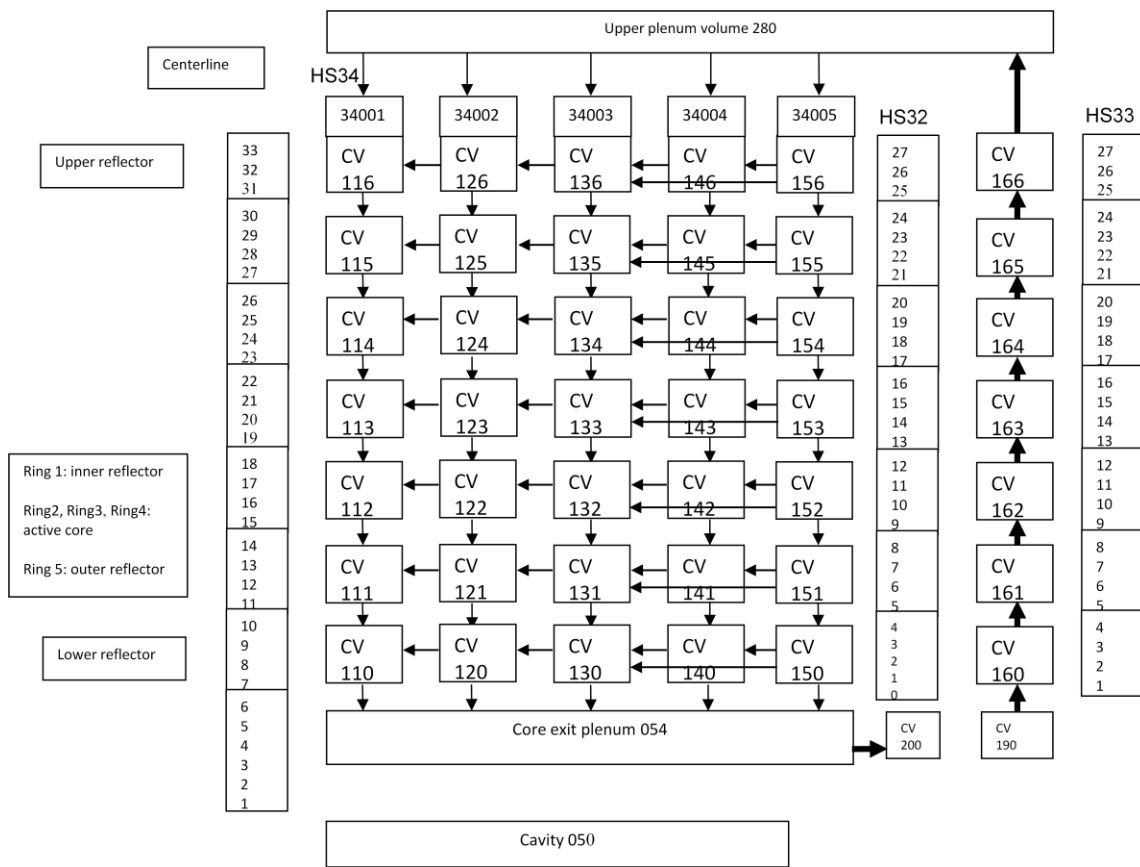 Upper plenum volume 280
Centerline
HS34
34001
34002
34003
34004
34005
HS32
HS33
Upper reflector
33
32
31
CV
116
CV
126
CV
136
CV
146
CV
156
27
26
25
CV
166
27
26
25
30
29
28
27
CV
115
CV
125
CV
135
CV
145
CV
155
24
23
22
21
CV
165
24
23
22
21
26
25
24
23
CV
114
CV
124
CV
134
CV
144
CV
154
20
19
18
17
CV
164
20
19
18
17
22
21
20
19
CV
113
CV
123
CV
133
CV
143
CV
153
16
15
14
13
CV
163
16
15
14
13
Ring 1: inner reflector
Ring2, Ring3, Ring4:
active core
Ring 5: outer reflector
18
17
16
15
CV
112
CV
122
CV
132
CV
142
CV
152
12
11
10
9
CV
162
12
11
10
9
14
13
12
11
CV
111
CV
121
CV
131
CV
141
CV
151
8
7
6
5
CV
161
8
7
6
5
Lower reflector
10
9
8
7
CV
110
CV
120
CV
130
CV
140
CV
150
4
3
2
1
0
CV
160
4
3
2
1
6
5
4
3
2
1
Core exit plenum 054
CV
200
CV
190
Cavity 050